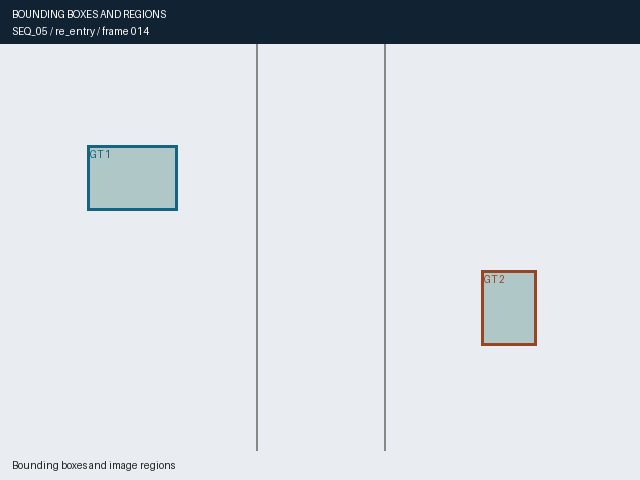 BOUNDING BOXES AND REGIONS
SEQ_05 / re_entry / frame 014
GT1
GT2
Bounding boxes and image regions